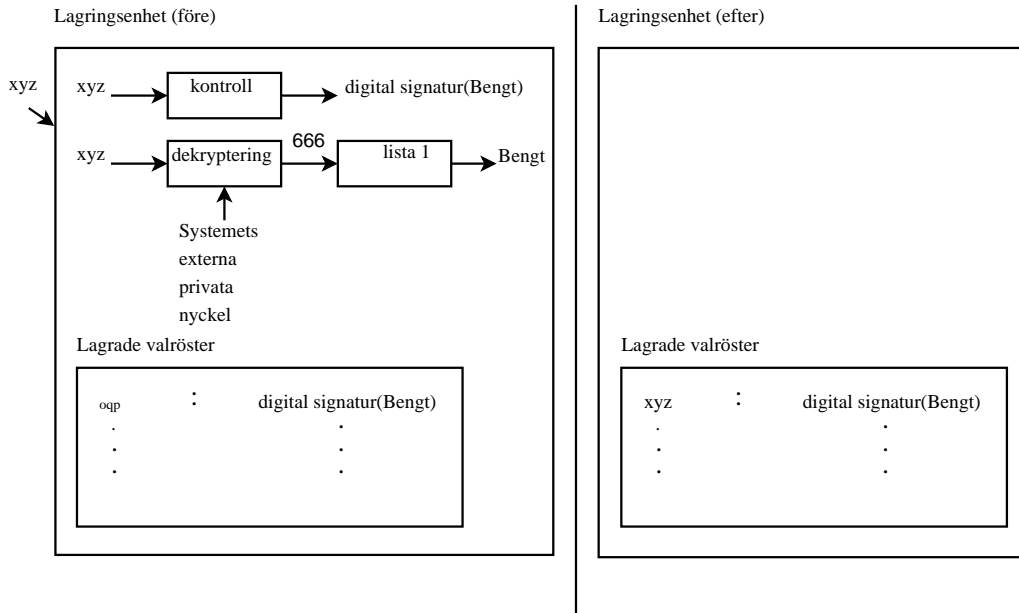 Lagringsenhet (före)
xyz
xyz
kontroll
digital signatur(Bengt)
xyz
dekryptering
666
lista 1
Bengt
Systemets
externa
privata
nyckel
Lagrade valröster
oqp : digital signatur(Bengt)
. .
. .
. .
Lagringsenhet (efter)
Lagrade valröster
xyz : digital signatur(Bengt)
. .
. .
. .